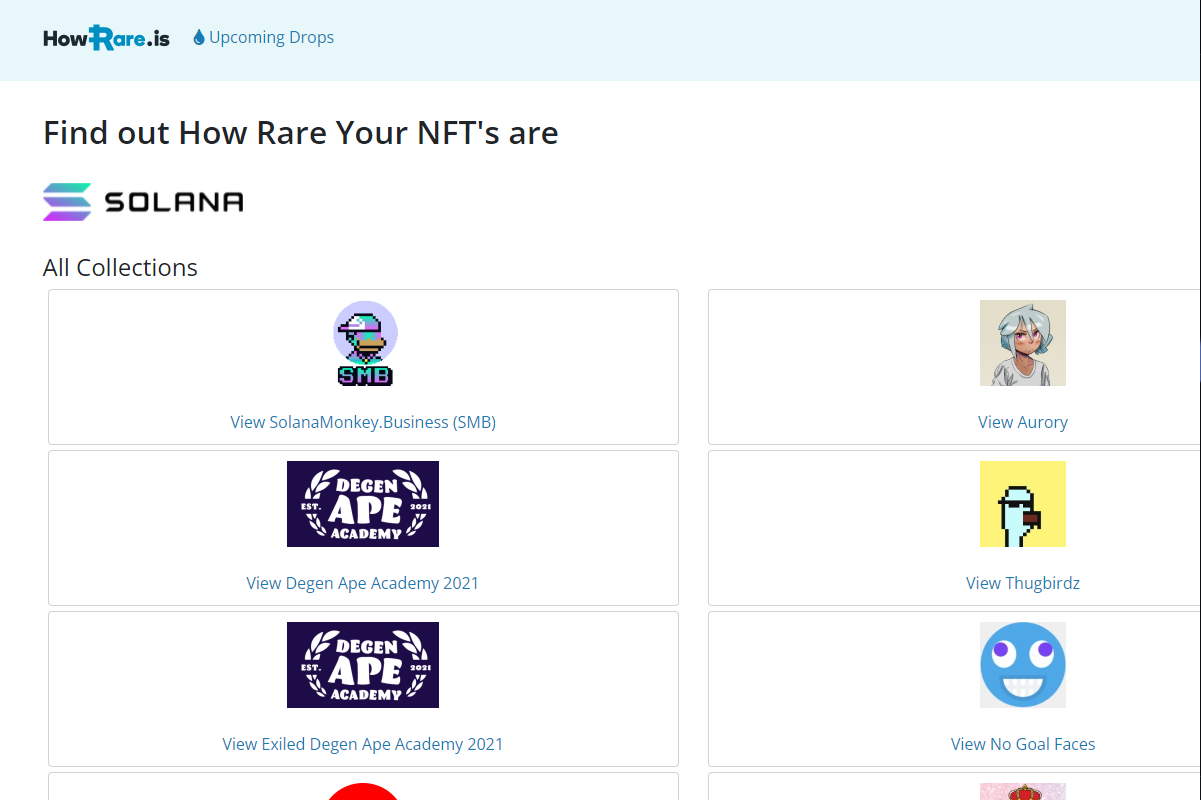 HowRare.is Upcoming Drops
Find out How Rare Your NFT's are
SOLANA
All Collections
SMB
View SolanaMonkey.Business (SMB)
View Aurory
DEGEN
EST. APE 2021
ACADEMY
View Degen Ape Academy 2021
View Thugbirdz
DEGEN
EST. APE 2021
ACADEMY
View Exiled Degen Ape Academy 2021
View No Goal Faces